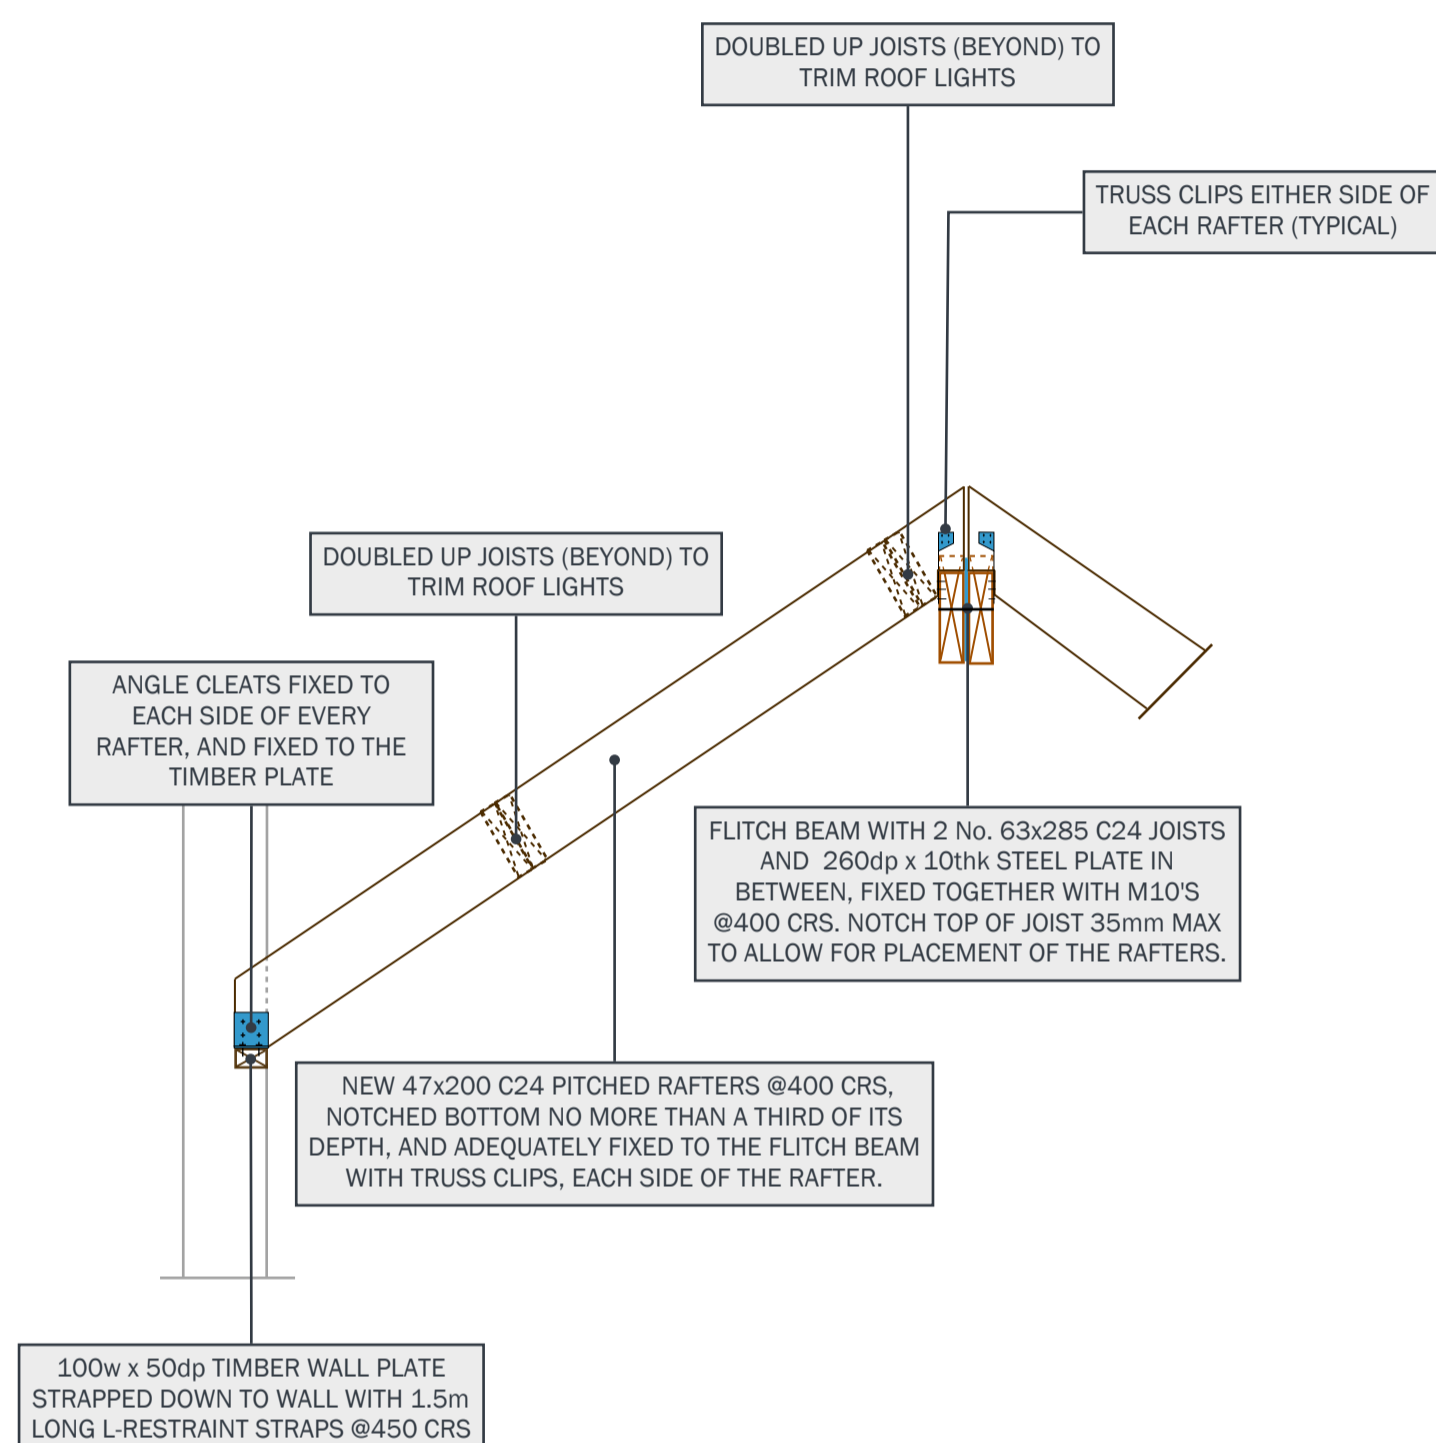 DOUBLED UP JOISTS (BEYOND) TO
TRIM ROOF LIGHTS
TRUSS CLIPS EITHER SIDE OF
EACH RAFTER (TYPICAL)
DOUBLED UP JOISTS (BEYOND) TO
TRIM ROOF LIGHTS
ANGLE CLEATS FIXED TO
EACH SIDE OF EVERY
RAFTER, AND FIXED TO THE
TIMBER PLATE
FLITCH BEAM WITH 2 No. 63x285 C24 JOISTS
AND 260dp x 10thk STEEL PLATE IN
BETWEEN, FIXED TOGETHER WITH M10'S
@400 CRS. NOTCH TOP OF JOIST 35mm MAX
TO ALLOW FOR PLACEMENT OF THE RAFTERS.
NEW 47x200 C24 PITCHED RAFTERS @400 CRS,
NOTCHED BOTTOM NO MORE THAN A THIRD OF ITS
DEPTH, AND ADEQUATELY FIXED TO THE FLITCH BEAM
WITH TRUSS CLIPS, EACH SIDE OF THE RAFTER.
100w x 50dp TIMBER WALL PLATE
STRAPPED DOWN TO WALL WITH 1.5m
LONG L-RESTRAINT STRAPS @450 CRS